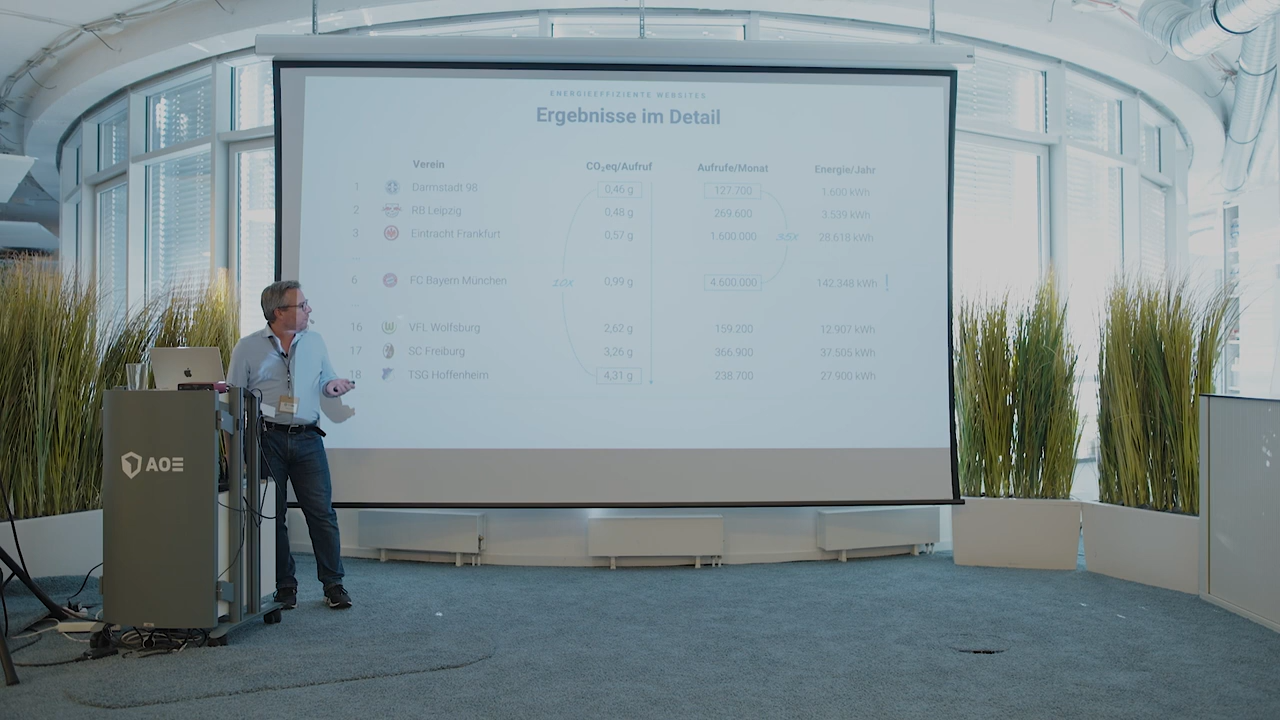 ENERGIEEFFIZIENTE WEBSITES
Ergebnisse im Detail
Verein CO₂eq/Aufruf Aufrufe/Monat Energie/Jahr
1 Darmstadt 98 0,46 g 127.700 1.600 kWh
2 RB Leipzig 0,48 g 269.600 3.539 kWh
3 Eintracht Frankfurt 0,57 g 1.600.000 28.618 kWh
35X
6 FC Bayern München 0,99 g 4.600.000 142.348 kWh
10X
16 VFL Wolfsburg 2,62 g 159.200 12.907 kWh
17 SC Freiburg 3,26 g 366.900 37.505 kWh
18 TSG Hoffenheim 4,31 g 238.700 27.900 kWh
AOE